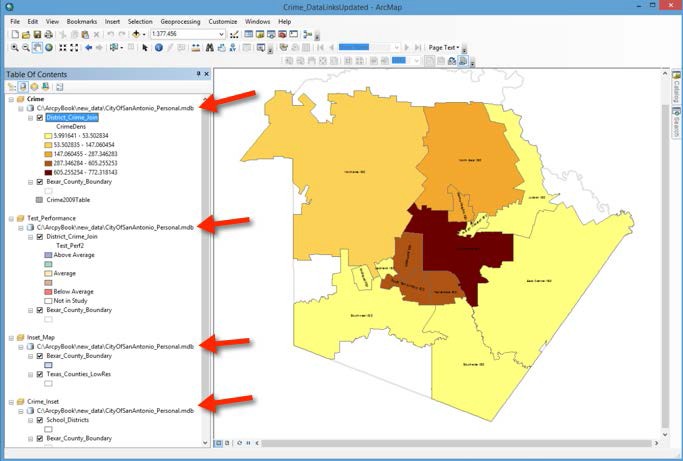 Crime_DataLinksUpdated - ArcMap
File Edit View Bookmarks Insert Selection Geoprocessing Customize Windows Help
1:377,456
Page Text
Table Of Contents
Crime
C:\ArcpyBook\new_data\CityOfSanAntonio_Personal.mdb
District_Crime_Join
CrimeDens
5.991641 - 53.502834
53.502835 - 147.060454
147.060455 - 287.346283
287.346284 - 605.255253
605.255254 - 772.318143
Bexar_County_Boundary
Crime2009Table
Test_Performance
C:\ArcpyBook\new_data\CityOfSanAntonio_Personal.mdb
District_Crime_Join
Test_Perf2
Above Average
Average
Below Average
Not in Study
Bexar_County_Boundary
Inset_Map
C:\ArcpyBook\new_data\CityOfSanAntonio_Personal.mdb
Bexar_County_Boundary
Texas_Counties_LowRes
Crime_Inset
C:\ArcpyBook\new_data\CityOfSanAntonio_Personal.mdb
School_Districts
Bexar_County_Boundary
Catalog
Search